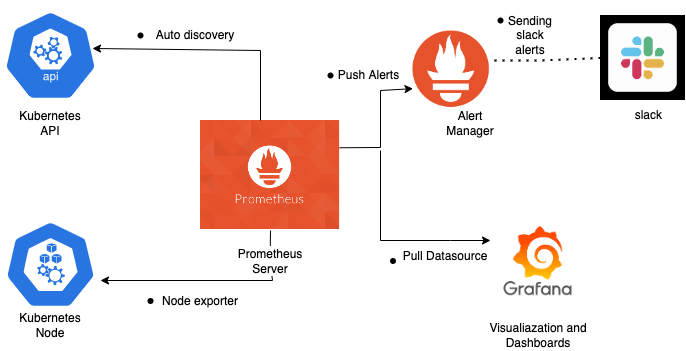 Auto discovery
api
Kubernetes
API
Push Alerts
Sending
slack
alerts
Alert
Manager
slack
Prometheus
Prometheus
Server
Node exporter
Kubernetes
Node
Pull Datasource
Grafana
Visualiazation and
Dashboards